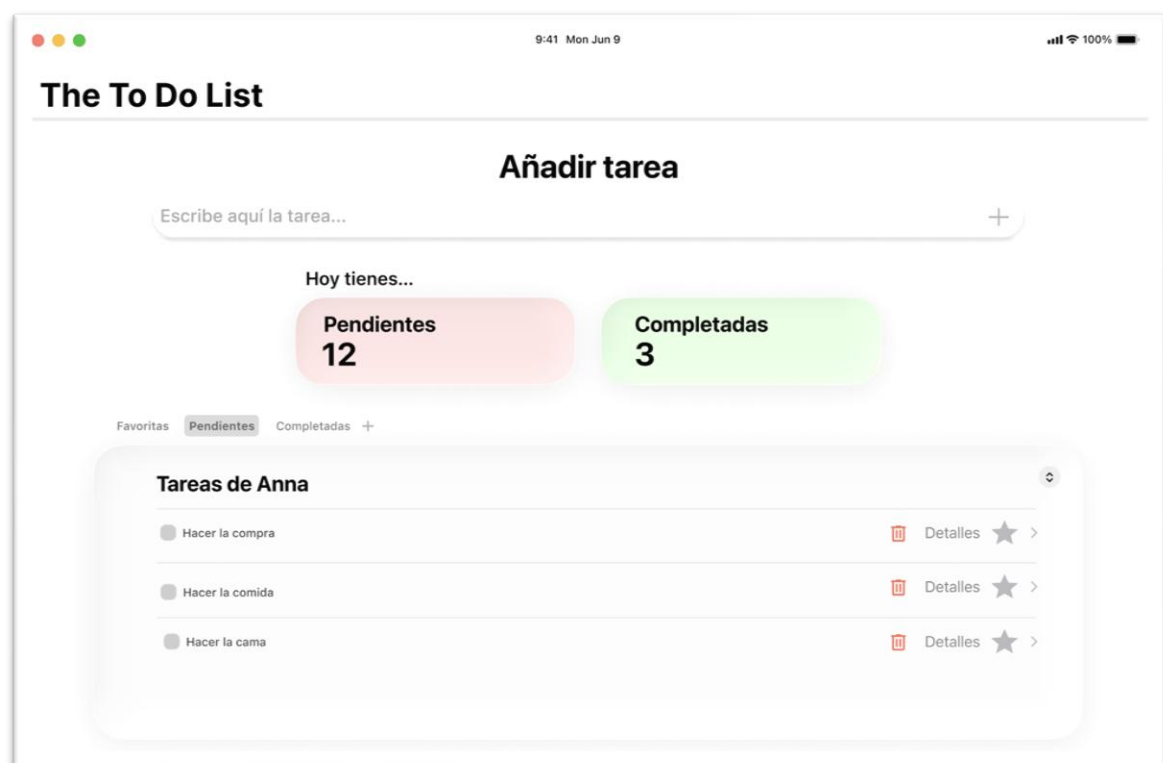 9:41 Mon Jun 9
100%
The To Do List
Añadir tarea
Escribe aquí la tarea...
Hoy tienes...
Pendientes
12
Completadas
3
Favoritas Pendientes Completadas +
Tareas de Anna
Hacer la compra Detalles
Hacer la comida Detalles
Hacer la cama Detalles